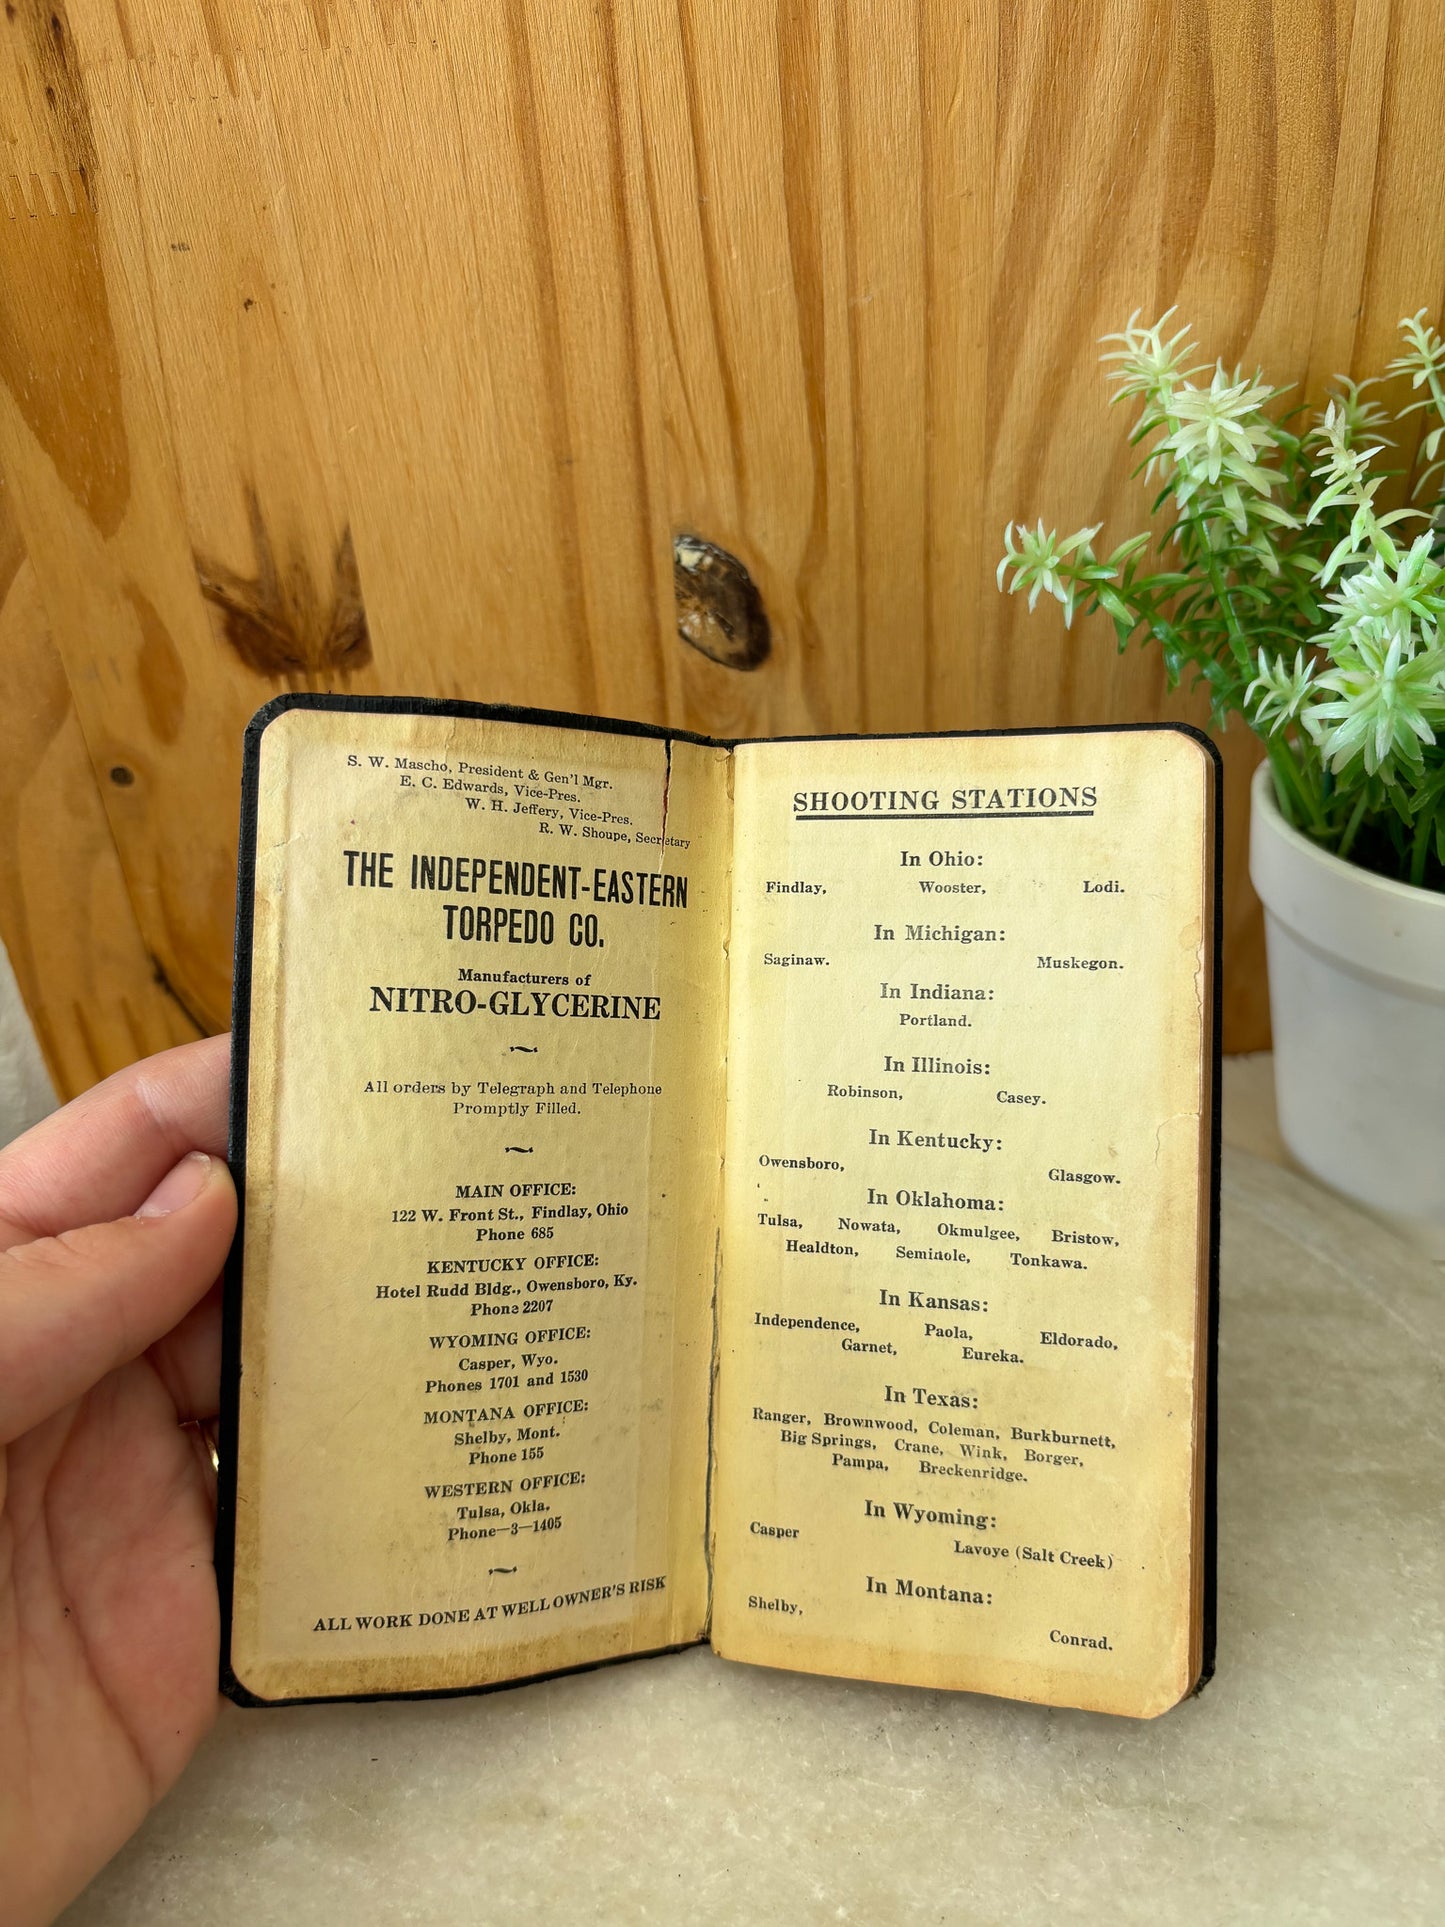 S. W. Mascho, President & Gen'l Mgr.
E. C. Edwards, Vice-Pres.
W. H. Jeffery, Vice-Pres.
R. W. Shoupe, Secretary
THE INDEPENDENT-EASTERN
TORPEDO CO.
Manufacturers of
NITRO-GLYCERINE
All orders by Telegraph and Telephone
Promptly Filled.
MAIN OFFICE:
122 W. Front St., Findlay, Ohio
Phone 685
KENTUCKY OFFICE:
Hotel Rudd Bldg., Owensboro, Ky.
Phone 2207
WYOMING OFFICE:
Casper, Wyo.
Phones 1701 and 1530
MONTANA OFFICE:
Shelby, Mont.
Phone 155
WESTERN OFFICE:
Tulsa, Okla.
Phone—3—1405
ALL WORK DONE AT WELL OWNER'S RISK
SHOOTING STATIONS
In Ohio:
Findlay, Wooster, Lodi.
In Michigan:
Saginaw. Muskegon.
In Indiana:
Portland.
In Illinois:
Robinson, Casey.
In Kentucky:
Owensboro, Glasgow.
In Oklahoma:
Tulsa, Nowata, Okmulgee, Bristow,
Healdton, Seminole, Tonkawa.
In Kansas:
Independence, Paola, Eldorado,
Garnet, Eureka.
In Texas:
Ranger, Brownwood, Coleman, Burkburnett,
Big Springs, Crane, Wink, Borger,
Pampa, Breckenridge.
In Wyoming:
Casper Lavoye (Salt Creek)
In Montana:
Shelby, Conrad.